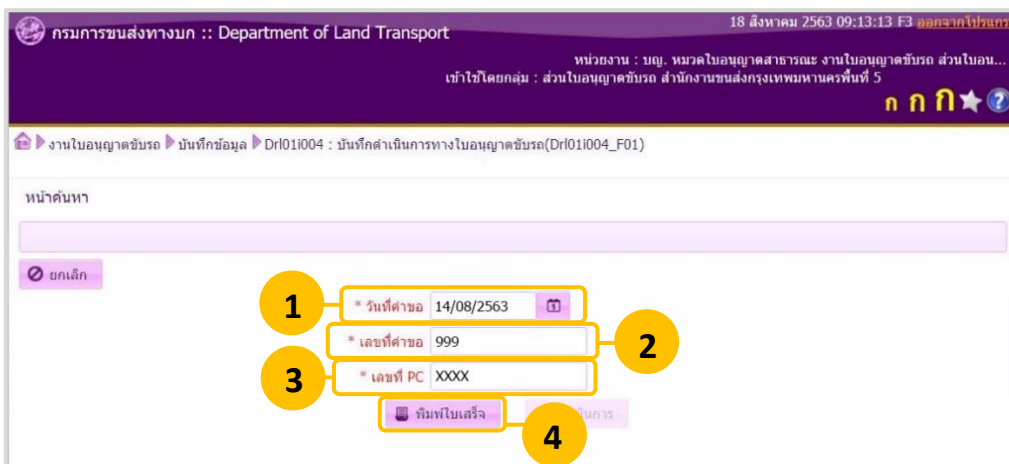 กรมการขนส่งทางบก :: Department of Land Transport
18 สิงหาคม 2563 09:13:13 F3 ออกจากโปรแกร
หน่วยงาน : บญ. หมวดใบอนุญาตสาธารณะ งานใบอนุญาตขับรถ ส่วนใบอน...
เข้าใช้โดยกลุ่ม : ส่วนใบอนุญาตขับรถ สำนักงานขนส่งกรุงเทพมหานครพื้นที่ 5
ก ก ก ?
งานใบอนุญาตขับรถ บันทึกข้อมูล Drl01i004 : บันทึกดำเนินการทางใบอนุญาตขับรถ(Drl01i004_F01)
หน้าค้นหา
ยกเลิก
1 * วันที่คำขอ 14/08/2563
* เลขที่คำขอ 999 2
3 * เลขที่ PC XXXX
พิมพ์ใบเสร็จ 4